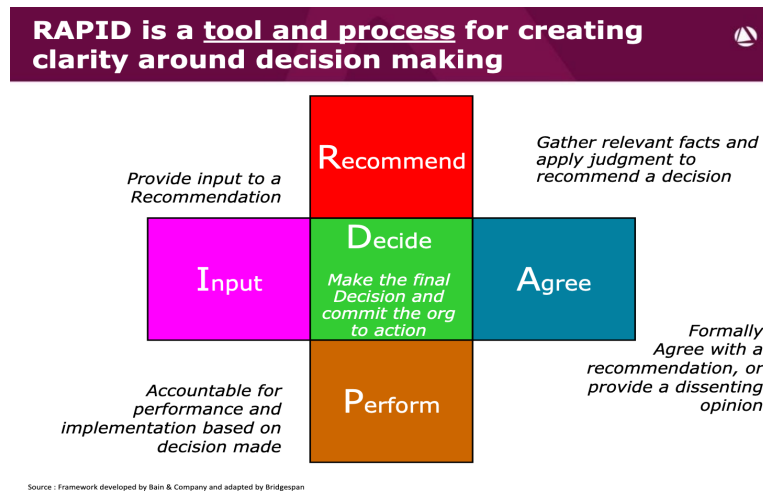 RAPID is a tool and process for creating
clarity around decision making
Recommend
Gather relevant facts and
apply judgment to
recommend a decision
Provide input to a
Recommendation
Input
Decide
Make the final
Decision and
commit the org
to action
Agree
Formally
Agree with a
recommendation, or
provide a dissenting
opinion
Accountable for
performance and
implementation based on
decision made
Perform
Source : Framework developed by Bain & Company and adapted by Bridgespan